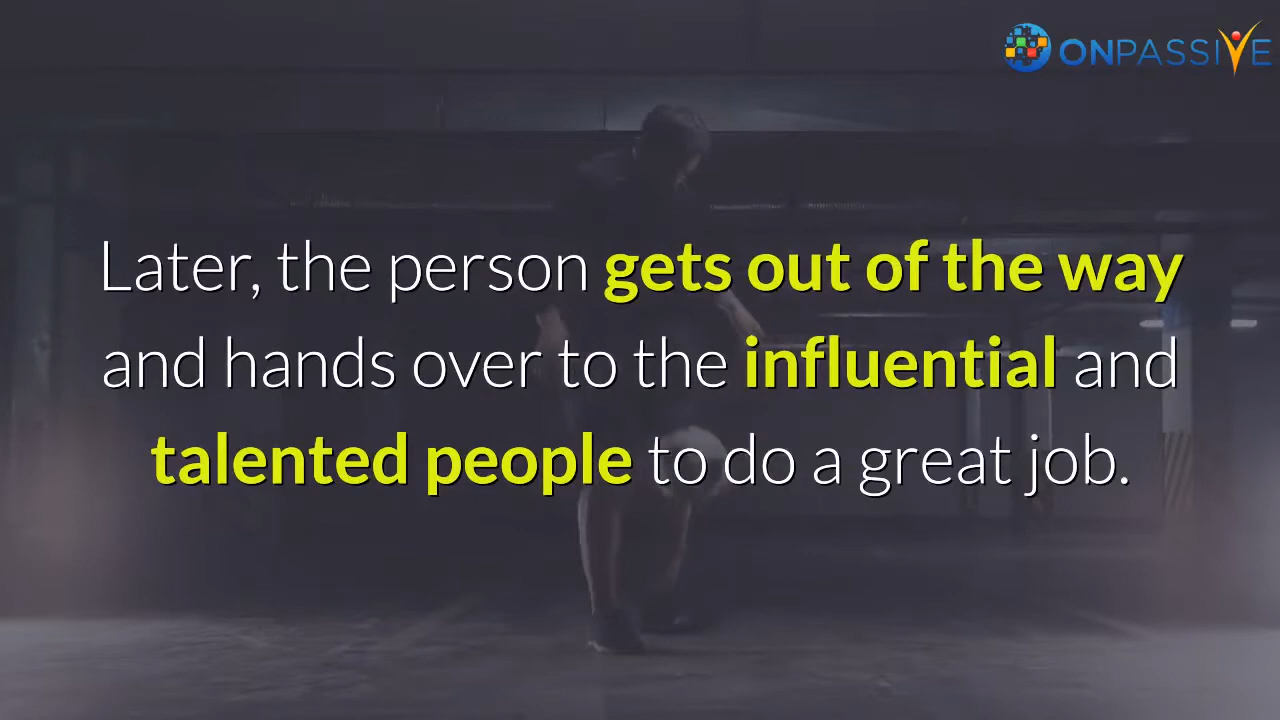 ONPASSIVE
Later, the person gets out of the way
and hands over to the influential and
talented people to do a great job.